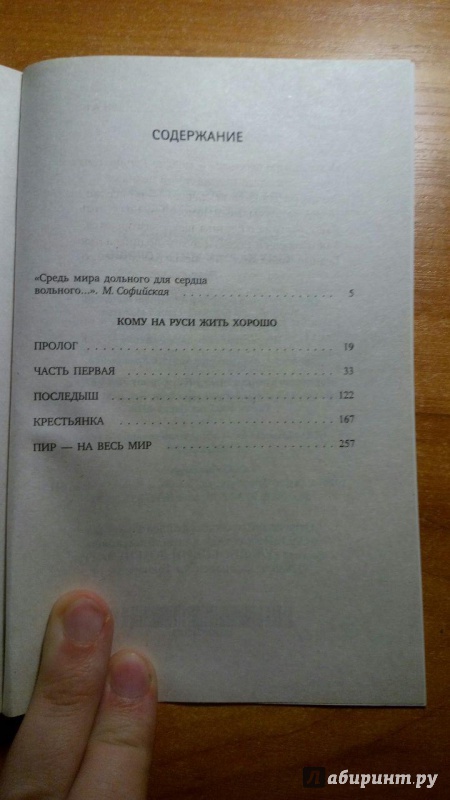 СОДЕРЖАНИЕ
«Средь мира дольного для сердца
вольного...». М. Софийская . . . . . . . . . . . . . . . . . . 5
КОМУ НА РУСИ ЖИТЬ ХОРОШО
ПРОЛОГ . . . . . . . . . . . . . . . . . . . . . . . . . . . . . . 19
ЧАСТЬ ПЕРВАЯ . . . . . . . . . . . . . . . . . . . . . . . . . 33
ПОСЛЕДЫШ . . . . . . . . . . . . . . . . . . . . . . . . . . 122
КРЕСТЬЯНКА . . . . . . . . . . . . . . . . . . . . . . . . . . 167
ПИР — НА ВЕСЬ МИР . . . . . . . . . . . . . . . . . . . . 257
Лабиринт.ру